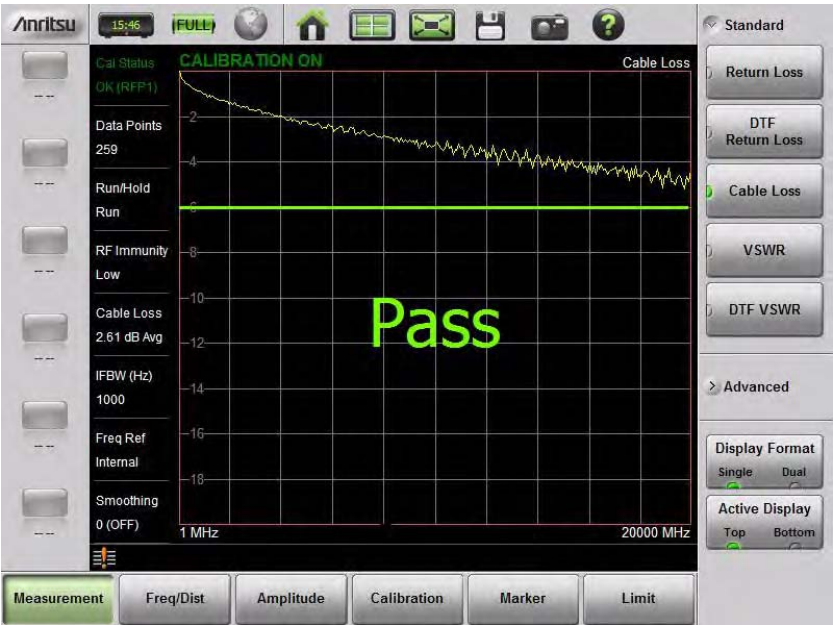 Anritsu
15:46
FULL
Standard
Cal Status
OK (RFP1)
CALIBRATION ON
Cable Loss
Data Points
259
Run/Hold
Run
RF Immunity
Low
Cable Loss
2.61 dB Avg
IFBW (Hz)
1000
Freq Ref
Internal
Smoothing
0 (OFF)
-2
-4
-6
-8
-10
-12
-14
-16
-18
Pass
1 MHz
20000 MHz
-- --
-- --
-- --
-- --
-- --
-- --
Return Loss
DTF
Return Loss
Cable Loss
VSWR
DTF VSWR
Advanced
Display Format
Single Dual
Active Display
Top Bottom
Measurement
Freq/Dist
Amplitude
Calibration
Marker
Limit